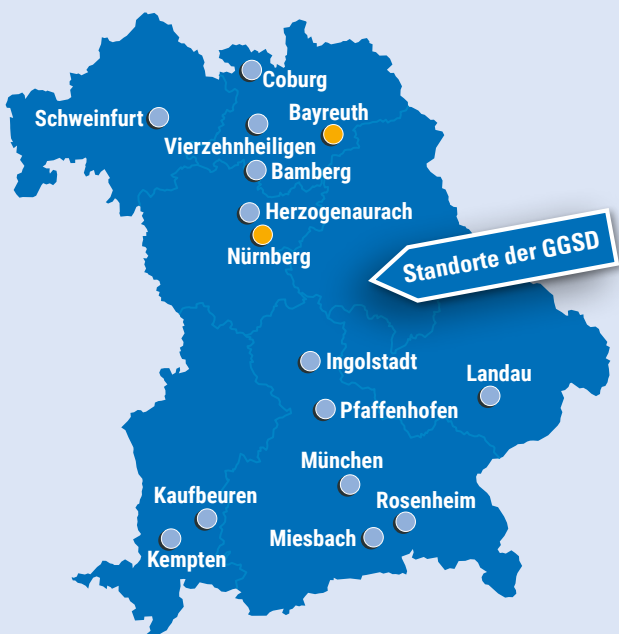 Coburg
Bayreuth
Schweinfurt
Vierzehnheiligen
Bamberg
Herzogenaurach
Nürnberg
Standorte der GGSD
Ingolstadt
Landau
Pfaffenhofen
München
Kaufbeuren
Rosenheim
Miesbach
Kempten